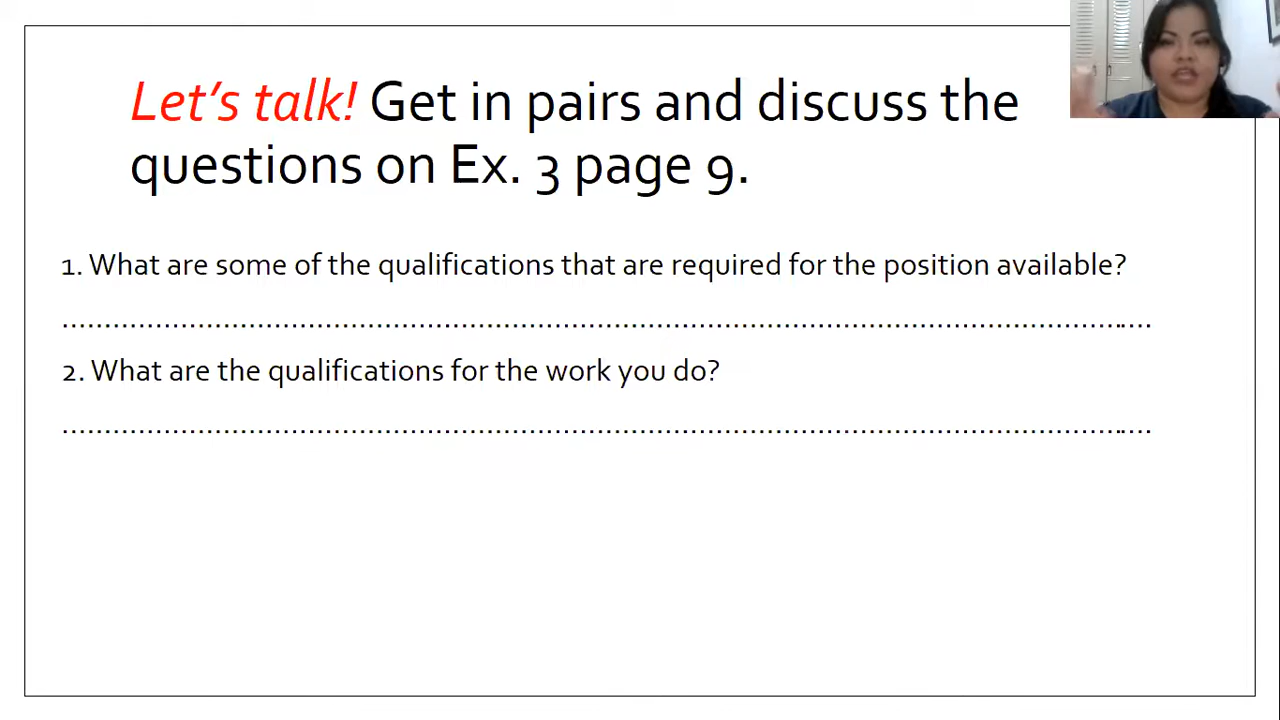 Let's talk! Get in pairs and discuss the
questions on Ex. 3 page 9.
1. What are some of the qualifications that are required for the position available?
……………………………………………………………………………………………………………………
2. What are the qualifications for the work you do?
……………………………………………………………………………………………………………………